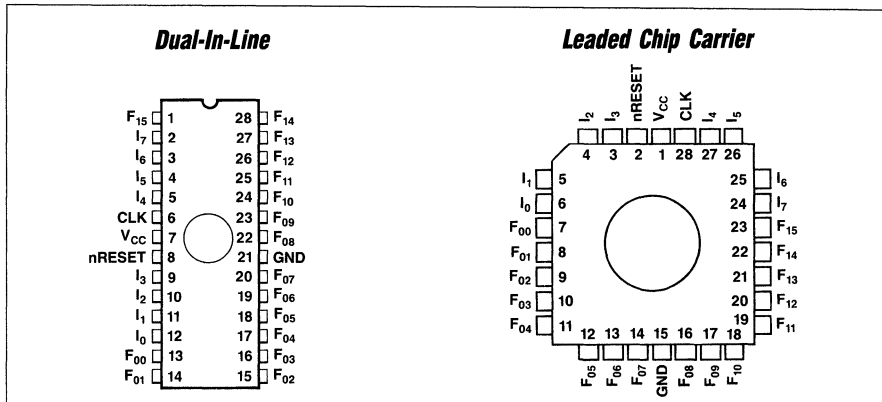 Dual-In-Line
F15 1 28 F14
I7 2 27 F13
I6 3 26 F12
I5 4 25 F11
I4 5 24 F10
CLK 6 23 F09
VCC 7 22 F08
nRESET 8 21 GND
I3 9 20 F07
I2 10 19 F06
I1 11 18 F05
I0 12 17 F04
F00 13 16 F03
F01 14 15 F02
Leaded Chip Carrier
I2 I3 nRESET VCC CLK I4 I5
4 3 2 1 28 27 26
I1 5 25 I6
I0 6 24 I7
F00 7 23 F15
F01 8 22 F14
F02 9 21 F13
F03 10 20 F12
F04 11 19 F11
12 13 14 15 16 17 18
F05 F06 F07 GND F08 F09 F10